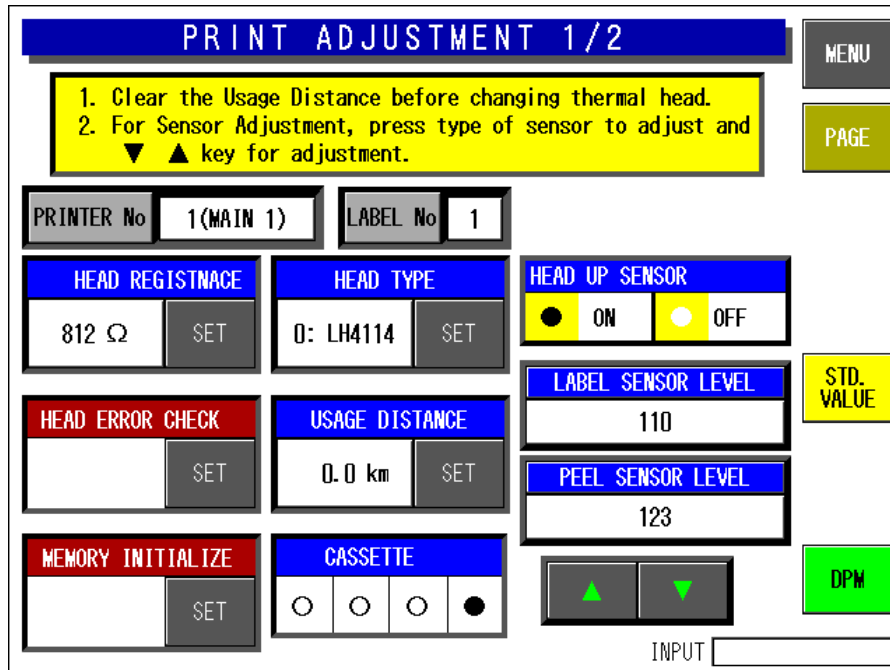 PRINT ADJUSTMENT 1/2
MENU
1. Clear the Usage Distance before changing thermal head.
2. For Sensor Adjustment, press type of sensor to adjust and
▼ ▲ key for adjustment.
PAGE
PRINTER No 1(MAIN 1) LABEL No 1
HEAD REGISTNACE HEAD TYPE HEAD UP SENSOR
812 Ω SET 0: LH4114 SET ON OFF
LABEL SENSOR LEVEL
110
STD.
VALUE
HEAD ERROR CHECK USAGE DISTANCE
SET 0.0 km SET
PEEL SENSOR LEVEL
123
MEMORY INITIALIZE CASSETTE
SET
▲ ▼
DPM
INPUT